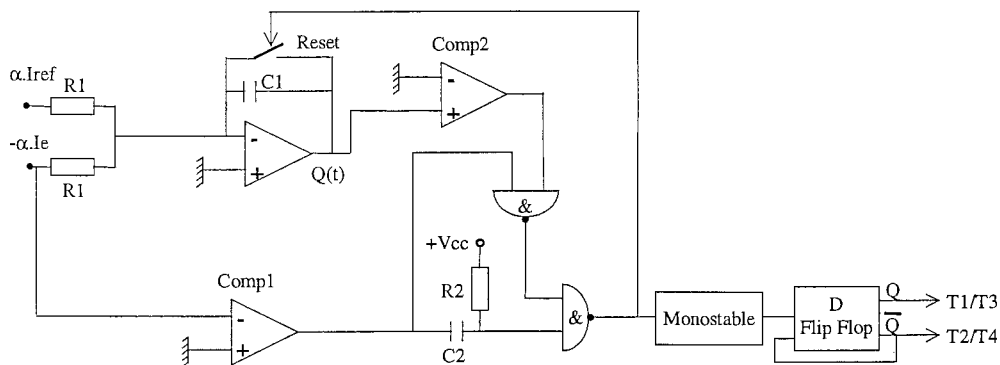 Reset
Comp2
α.Iref
R1
C1
-
+
-α.Ie
R1
-
+
Q(t)
&
+Vcc
R2
Comp1
-
+
C2
&
Monostable
D
Flip Flop
Q
T1/T3
Q̅
T2/T4